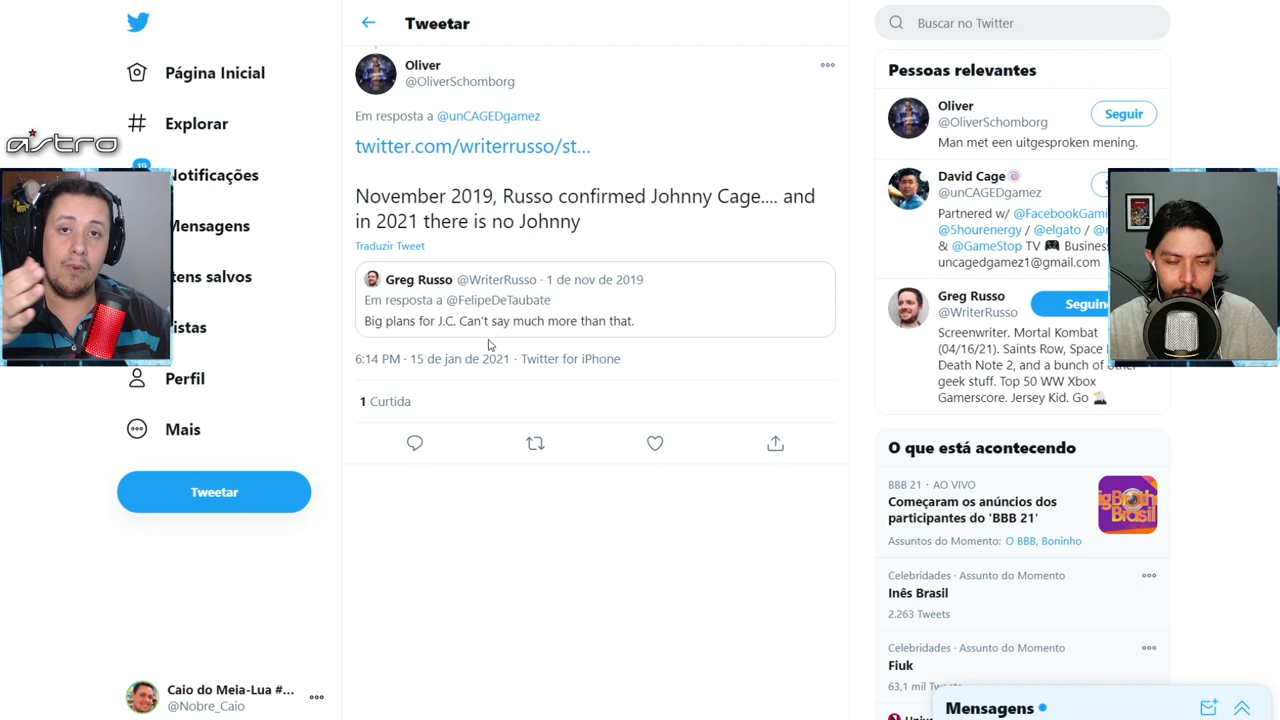 Página Inicial
Explorar
astro
19
Notificações
Mensagens
tens salvos
istas
Perfil
Mais
Tweetar
Caio do Meia-Lua #...
@Nobre_Caio
Tweetar
Oliver
@OliverSchomborg
Em resposta a @unCAGEDgamez
twitter.com/writerrusso/st...
November 2019, Russo confirmed Johnny Cage.... and
in 2021 there is no Johnny
Traduzir Tweet
Greg Russo @WriterRusso · 1 de nov de 2019
Em resposta a @FelipeDeTaubate
Big plans for J.C. Can't say much more than that.
6:14 PM · 15 de jan de 2021 · Twitter for iPhone
1 Curtida
Buscar no Twitter
Pessoas relevantes
Oliver
@OliverSchomborg
Seguir
Man met een uitgesproken mening.
David Cage
@unCAGEDgamez
Partnered w/ @FacebookGami
@5hourenergy / @elgato /
& @GameStop TV 🎮 Busines
uncagedgamez1@gmail.com
Greg Russo
@WriterRusso
Seguin
Screenwriter. Mortal Kombat
(04/16/21). Saints Row, Space
Death Note 2, and a bunch of other
geek stuff. Top 50 WW Xbox
Gamerscore. Jersey Kid. Go 🦅
O que está acontecendo
BBB 21 · AO VIVO
Começaram os anúncios dos
participantes do 'BBB 21'
Assuntos do Momento: O BBB, Boninho
Celebridades · Assunto do Momento
Inês Brasil
2.263 Tweets
Celebridades · Assunto do Momento
Fiuk
63,1 mil Twe
Mensagens